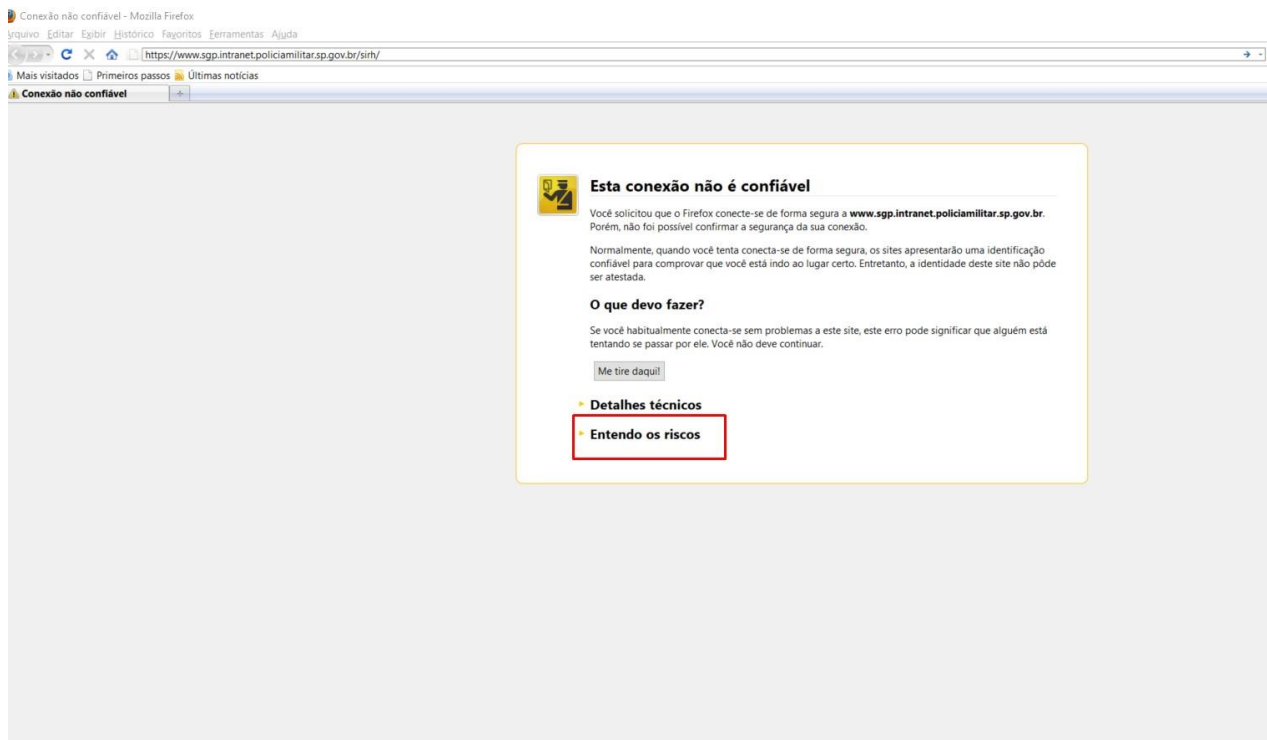 Conexão não confiável - Mozilla Firefox
Arquivo Editar Exibir Histórico Favoritos Ferramentas Ajuda
https://www.sgp.intranet.policiamilitar.sp.gov.br/sirh/
Mais visitados Primeiros passos Últimas notícias
Conexão não confiável
Esta conexão não é confiável
Você solicitou que o Firefox conecte-se de forma segura a www.sgp.intranet.policiamilitar.sp.gov.br.
Porém, não foi possível confirmar a segurança da sua conexão.
Normalmente, quando você tenta conecta-se de forma segura, os sites apresentarão uma identificação
confiável para comprovar que você está indo ao lugar certo. Entretanto, a identidade deste site não pôde
ser atestada.
O que devo fazer?
Se você habitualmente conecta-se sem problemas a este site, este erro pode significar que alguém está
tentando se passar por ele. Você não deve continuar.
Me tire daqui!
Detalhes técnicos
Entendo os riscos